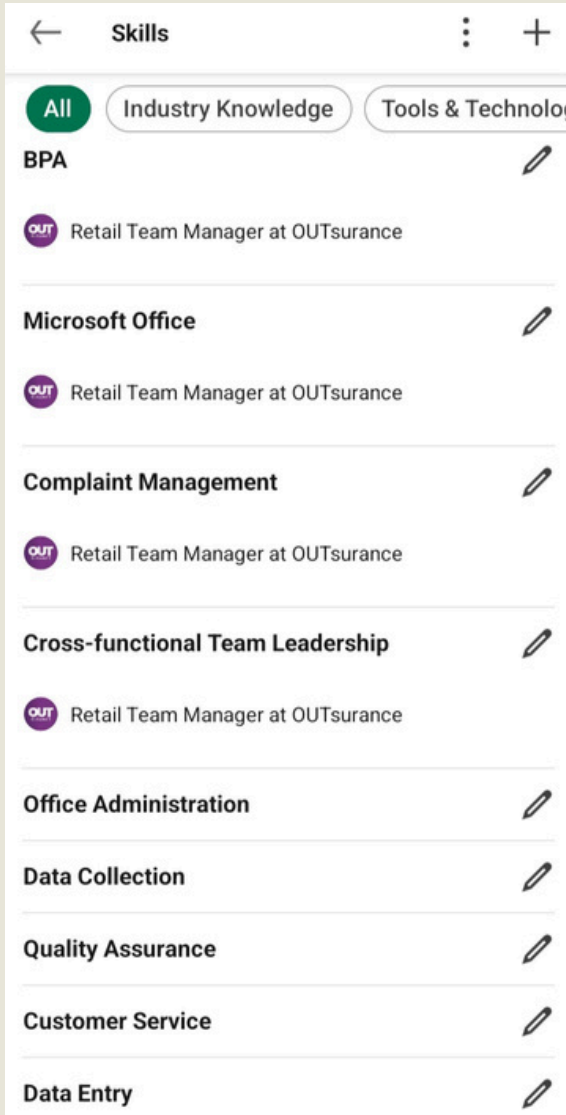 Skills
All
Industry Knowledge
Tools & Technolog
BPA
OUT
Retail Team Manager at OUTsurance
Microsoft Office
OUT
Retail Team Manager at OUTsurance
Complaint Management
OUT
Retail Team Manager at OUTsurance
Cross-functional Team Leadership
OUT
Retail Team Manager at OUTsurance
Office Administration
Data Collection
Quality Assurance
Customer Service
Data Entry